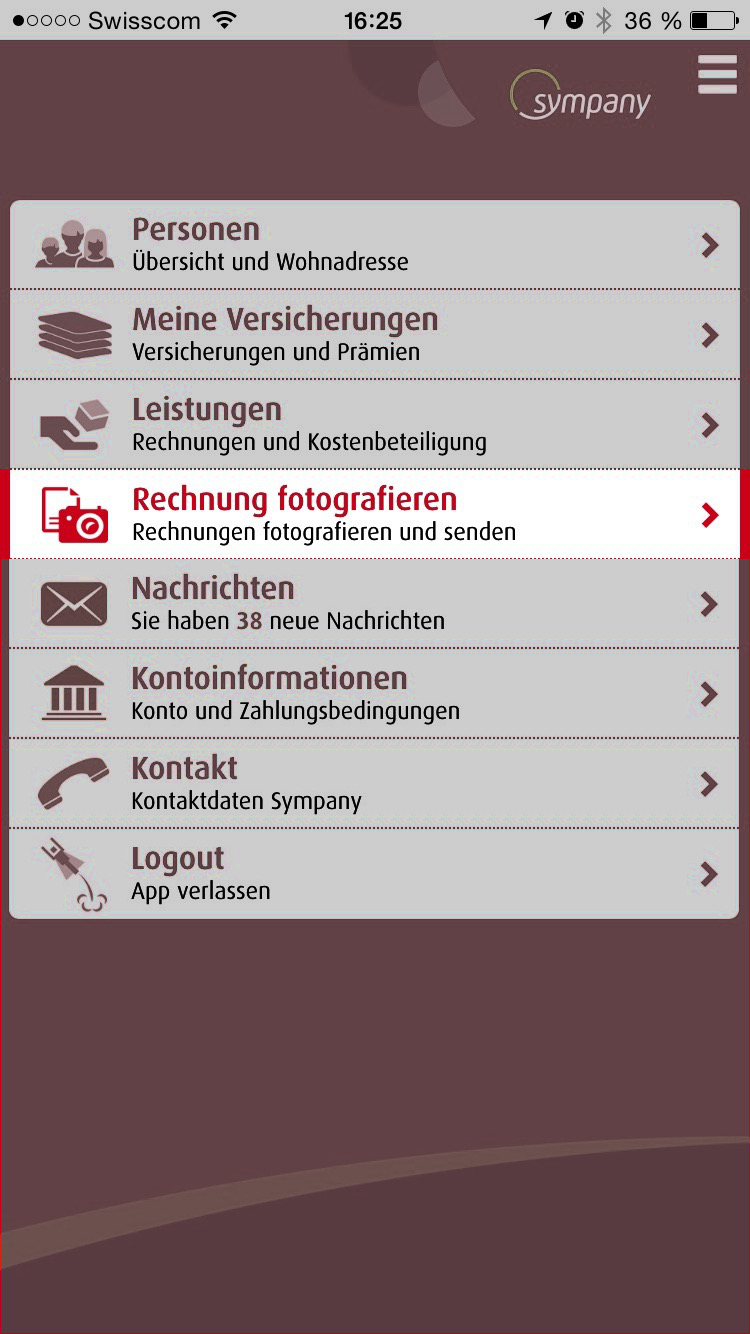 Swisscom 16:25 36 %
sympany
Personen
Übersicht und Wohnadresse
Meine Versicherungen
Versicherungen und Prämien
Leistungen
Rechnungen und Kostenbeteiligung
Rechnung fotografieren
Rechnungen fotografieren und senden
Nachrichten
Sie haben 38 neue Nachrichten
Kontoinformationen
Konto und Zahlungsbedingungen
Kontakt
Kontaktdaten Sympany
Logout
App verlassen